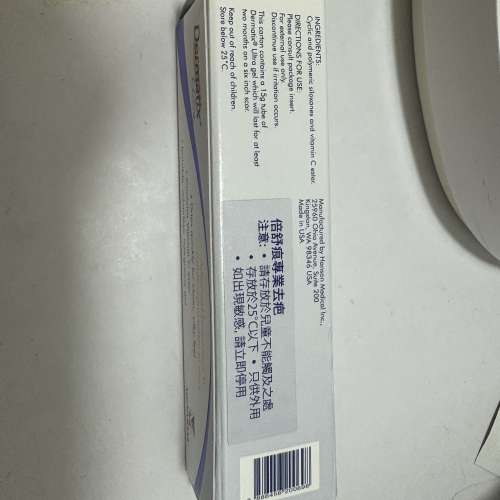 INGREDIENTS:
Cyclic and polymeric siloxanes and vitamin C ester.
DIRECTIONS FOR USE:
Please consult package insert.
For external use only.
Discontinue use if irritation occurs.
This carton contains a 15g tube of
Dermatix® Ultra gel which will last for at least
two months on a six inch scar.
Keep out of reach of children.
Store below 25°C.
Manufactured by Hanson Medical Inc.,
25960 Ohio Avenue, Suite 200
Kingston, WA 98346 USA
Made in USA
倍舒痕專業去疤
注意: • 請存放於兒童不能觸及之處
• 存放於25°C以下 • 只供外用
• 如出現敏感, 請立即停用
Dermatix